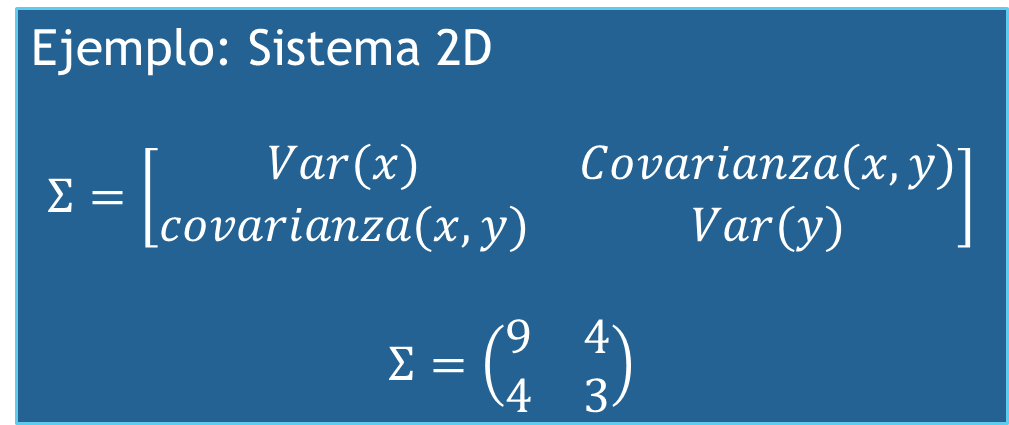 Ejemplo: Sistema 2D
Σ = [Var(x) Covarianza(x, y)
covarianza(x, y) Var(y)]
Σ = (9 4
4 3)